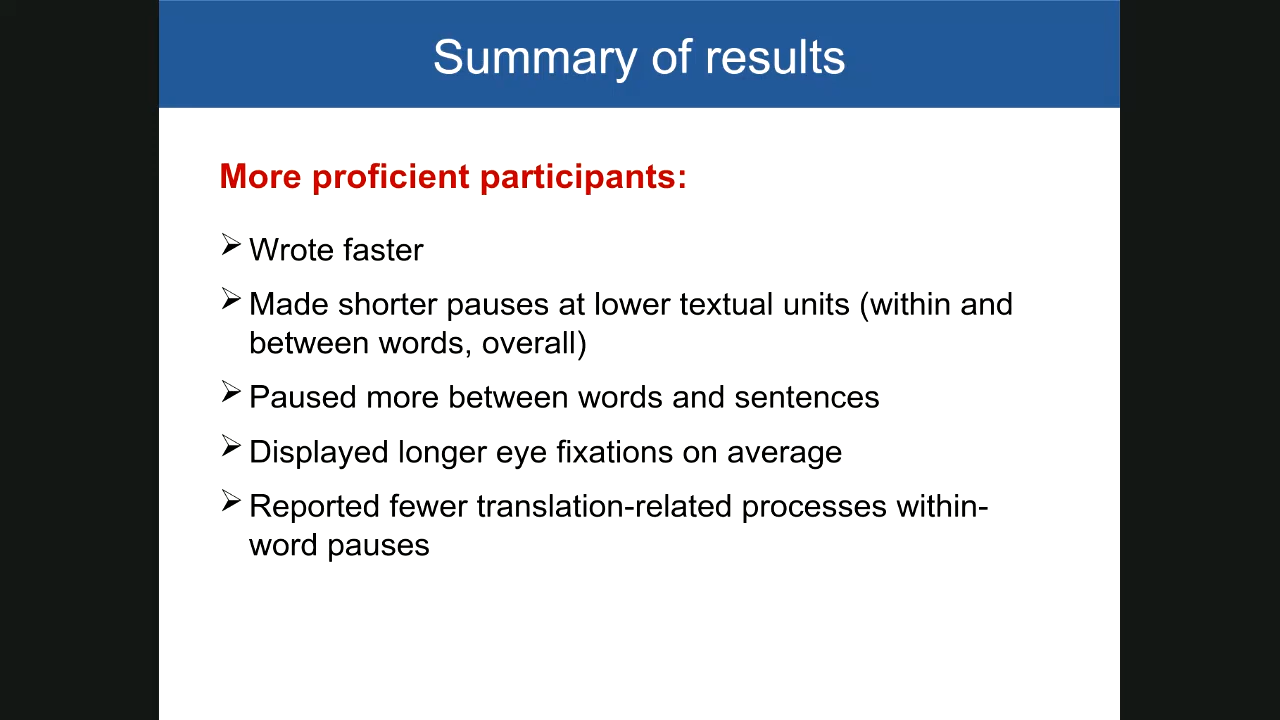 Summary of results
More proficient participants:
➢ Wrote faster
➢ Made shorter pauses at lower textual units (within and
between words, overall)
➢ Paused more between words and sentences
➢ Displayed longer eye fixations on average
➢ Reported fewer translation-related processes within-
word pauses